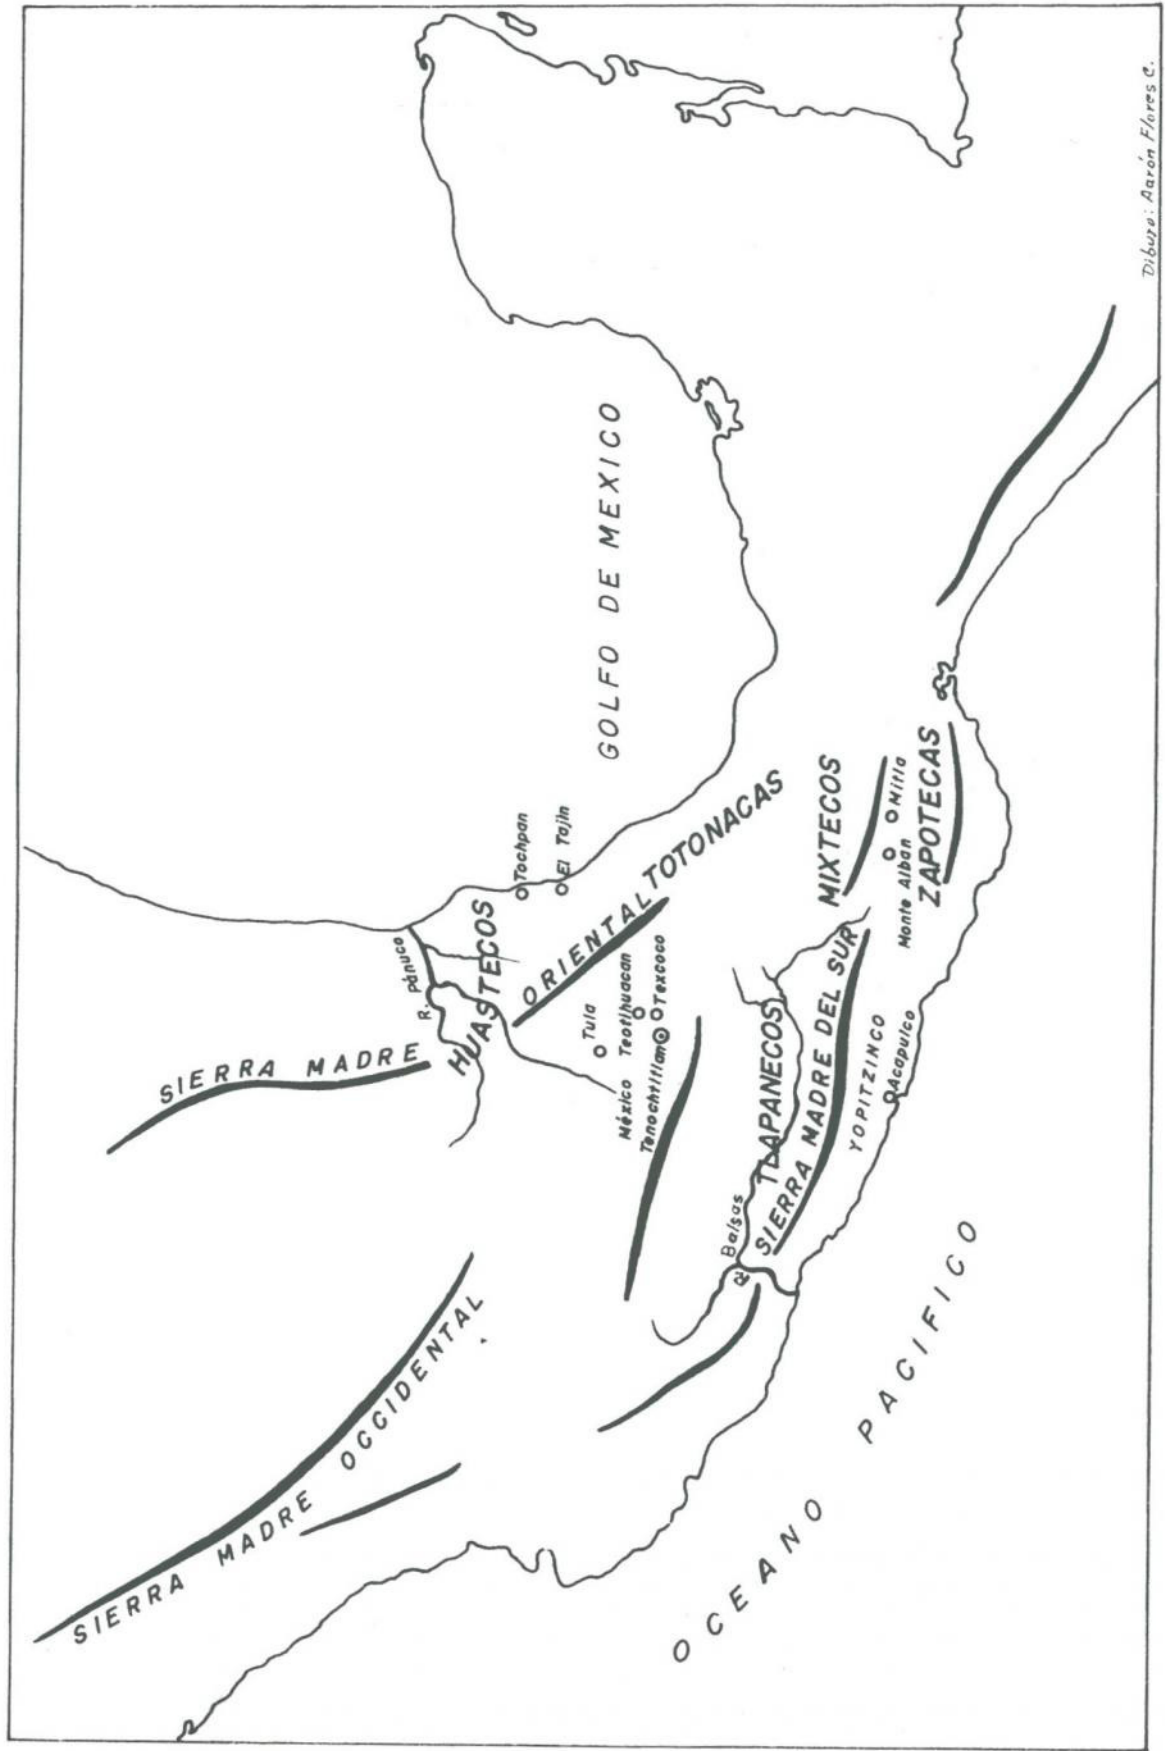 SIERRA MADRE OCCIDENTAL
SIERRA MADRE
ORIENTAL
R. Pánuco
HUASTECOS
Tochpan
El Tajín
TOTONACAS
GOLFO DE MEXICO
Tula
Teotihuacan
México
Tenochtitlan
Texcoco
R. Balsas
TLAPANECOS
SIERRA MADRE DEL SUR
YOPITZINCO
Acapulco
MIXTECOS
Monte Alban
Mitla
ZAPOTECAS
OCEANO PACIFICO
Dibujo: Aarón Flores C.